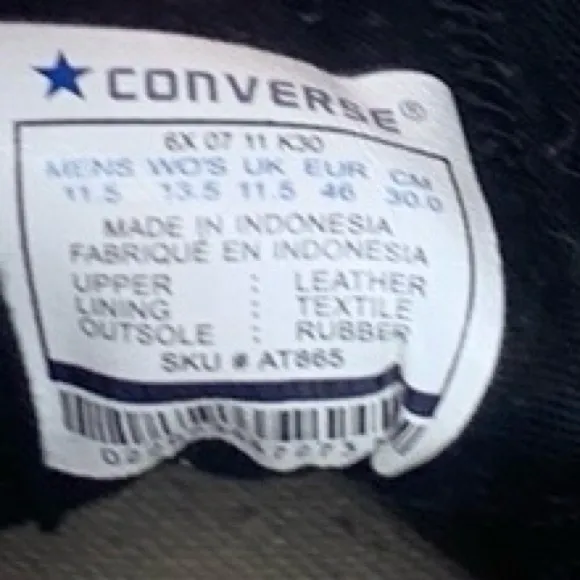 CONVERSE®
6X 07 11 K30
MENS WO'S UK EUR CM
11.5 13.5 11.5 46 30.0
MADE IN INDONESIA
FABRIQUÉ EN INDONESIA
UPPER : LEATHER
LINING : TEXTILE
OUTSOLE : RUBBER
SKU # AT865